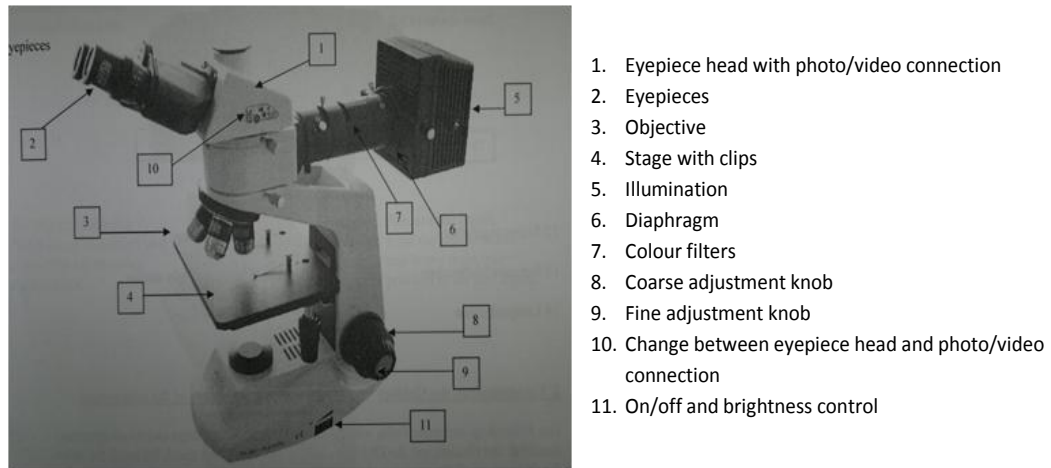 yepieces
1
2
3
4
5
6
7
8
9
10
11
1. Eyepiece head with photo/video connection
2. Eyepieces
3. Objective
4. Stage with clips
5. Illumination
6. Diaphragm
7. Colour filters
8. Coarse adjustment knob
9. Fine adjustment knob
10. Change between eyepiece head and photo/video
connection
11. On/off and brightness control